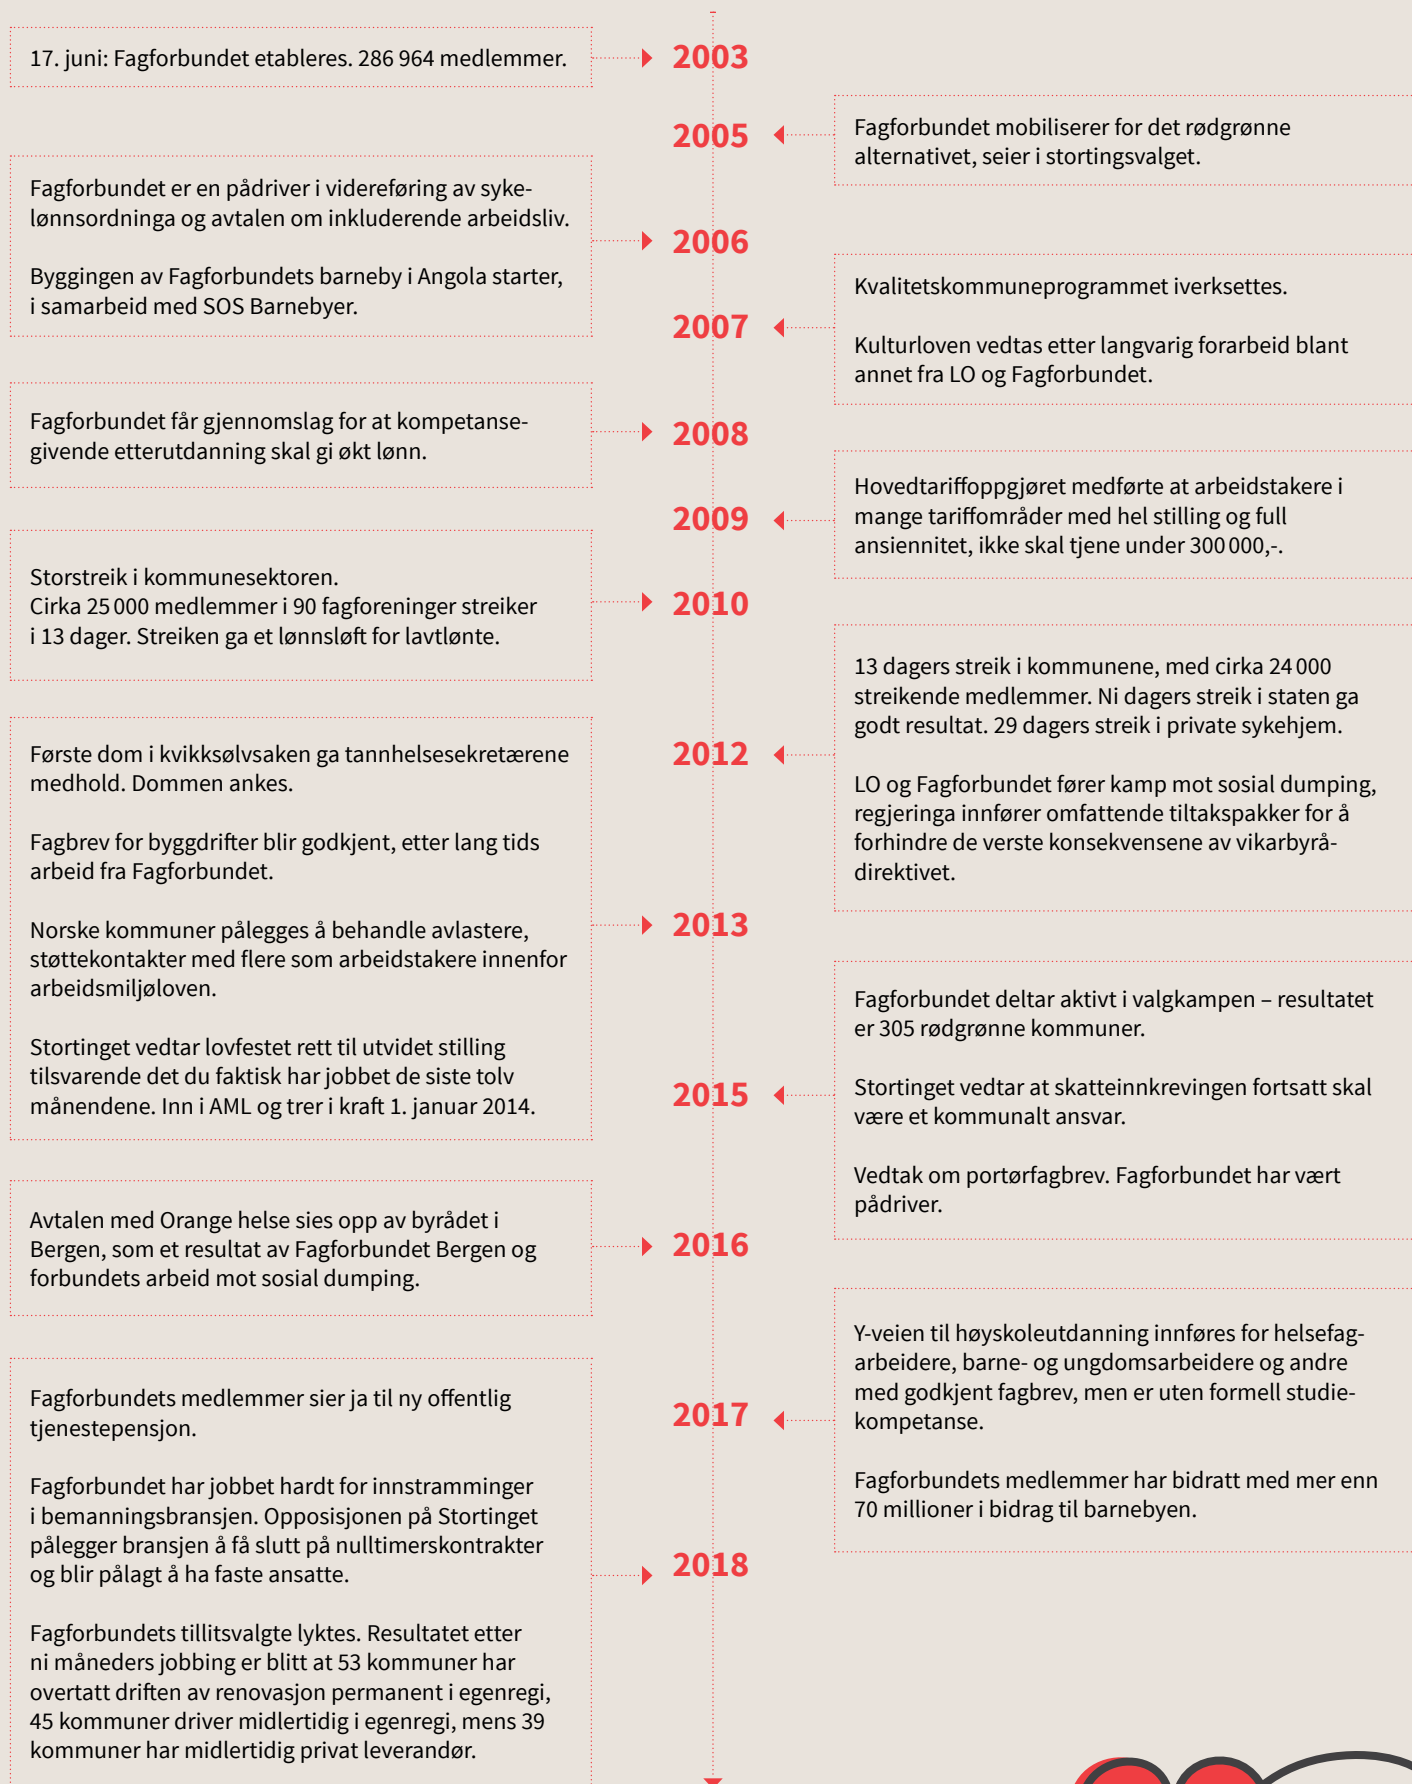 17. juni: Fagforbundet etableres. 286 964 medlemmer.
2003
2005
Fagforbundet mobiliserer for det rødgrønne
alternativet, seier i stortingsvalget.
Fagforbundet er en pådriver i videreføring av syke-
lønnsordninga og avtalen om inkluderende arbeidsliv.
Byggingen av Fagforbundets barneby i Angola starter,
i samarbeid med SOS Barnebyer.
2006
2007
Kvalitetskommuneprogrammet iverksettes.
Kulturloven vedtas etter langvarig forarbeid blant
annet fra LO og Fagforbundet.
Fagforbundet får gjennomslag for at kompetanse-
givende etterutdanning skal gi økt lønn.
2008
2009
Hovedtariffoppgjøret medførte at arbeidstakere i
mange tariffområder med hel stilling og full
ansiennitet, ikke skal tjene under 300 000,-.
Storstreik i kommunesektoren.
Cirka 25 000 medlemmer i 90 fagforeninger streiker
i 13 dager. Streiken ga et lønnsløft for lavtlønte.
2010
2012
13 dagers streik i kommunene, med cirka 24 000
streikende medlemmer. Ni dagers streik i staten ga
godt resultat. 29 dagers streik i private sykehjem.
LO og Fagforbundet fører kamp mot sosial dumping,
regjeringa innfører omfattende tiltakspakker for å
forhindre de verste konsekvensene av vikarbyrå-
direktivet.
Første dom i kvikksølvsaken ga tannhelsesekretærene
medhold. Dommen ankes.
Fagbrev for byggdrifter blir godkjent, etter lang tids
arbeid fra Fagforbundet.
Norske kommuner pålegges å behandle avlastere,
støttekontakter med flere som arbeidstakere innenfor
arbeidsmiljøloven.
Stortinget vedtar lovfestet rett til utvidet stilling
tilsvarende det du faktisk har jobbet de siste tolv
månendene. Inn i AML og trer i kraft 1. januar 2014.
2013
2015
Fagforbundet deltar aktivt i valgkampen – resultatet
er 305 rødgrønne kommuner.
Stortinget vedtar at skatteinnkrevingen fortsatt skal
være et kommunalt ansvar.
Vedtak om portørfagbrev. Fagforbundet har vært
pådriver.
Avtalen med Orange helse sies opp av byrådet i
Bergen, som et resultat av Fagforbundet Bergen og
forbundets arbeid mot sosial dumping.
2016
2017
Y-veien til høyskoleutdanning innføres for helsefag-
arbeidere, barne- og ungdomsarbeidere og andre
med godkjent fagbrev, men er uten formell studie-
kompetanse.
Fagforbundets medlemmer har bidratt med mer enn
70 millioner i bidrag til barnebyen.
Fagforbundets medlemmer sier ja til ny offentlig
tjenestepensjon.
Fagforbundet har jobbet hardt for innstramminger
i bemanningsbransjen. Opposisjonen på Stortinget
pålegger bransjen å få slutt på nulltimerskontrakter
og blir pålagt å ha faste ansatte.
Fagforbundets tillitsvalgte lyktes. Resultatet etter
ni måneders jobbing er blitt at 53 kommuner har
overtatt driften av renovasjon permanent i egenregi,
45 kommuner driver midlertidig i egenregi, mens 39
kommuner har midlertidig privat leverandør.
2018